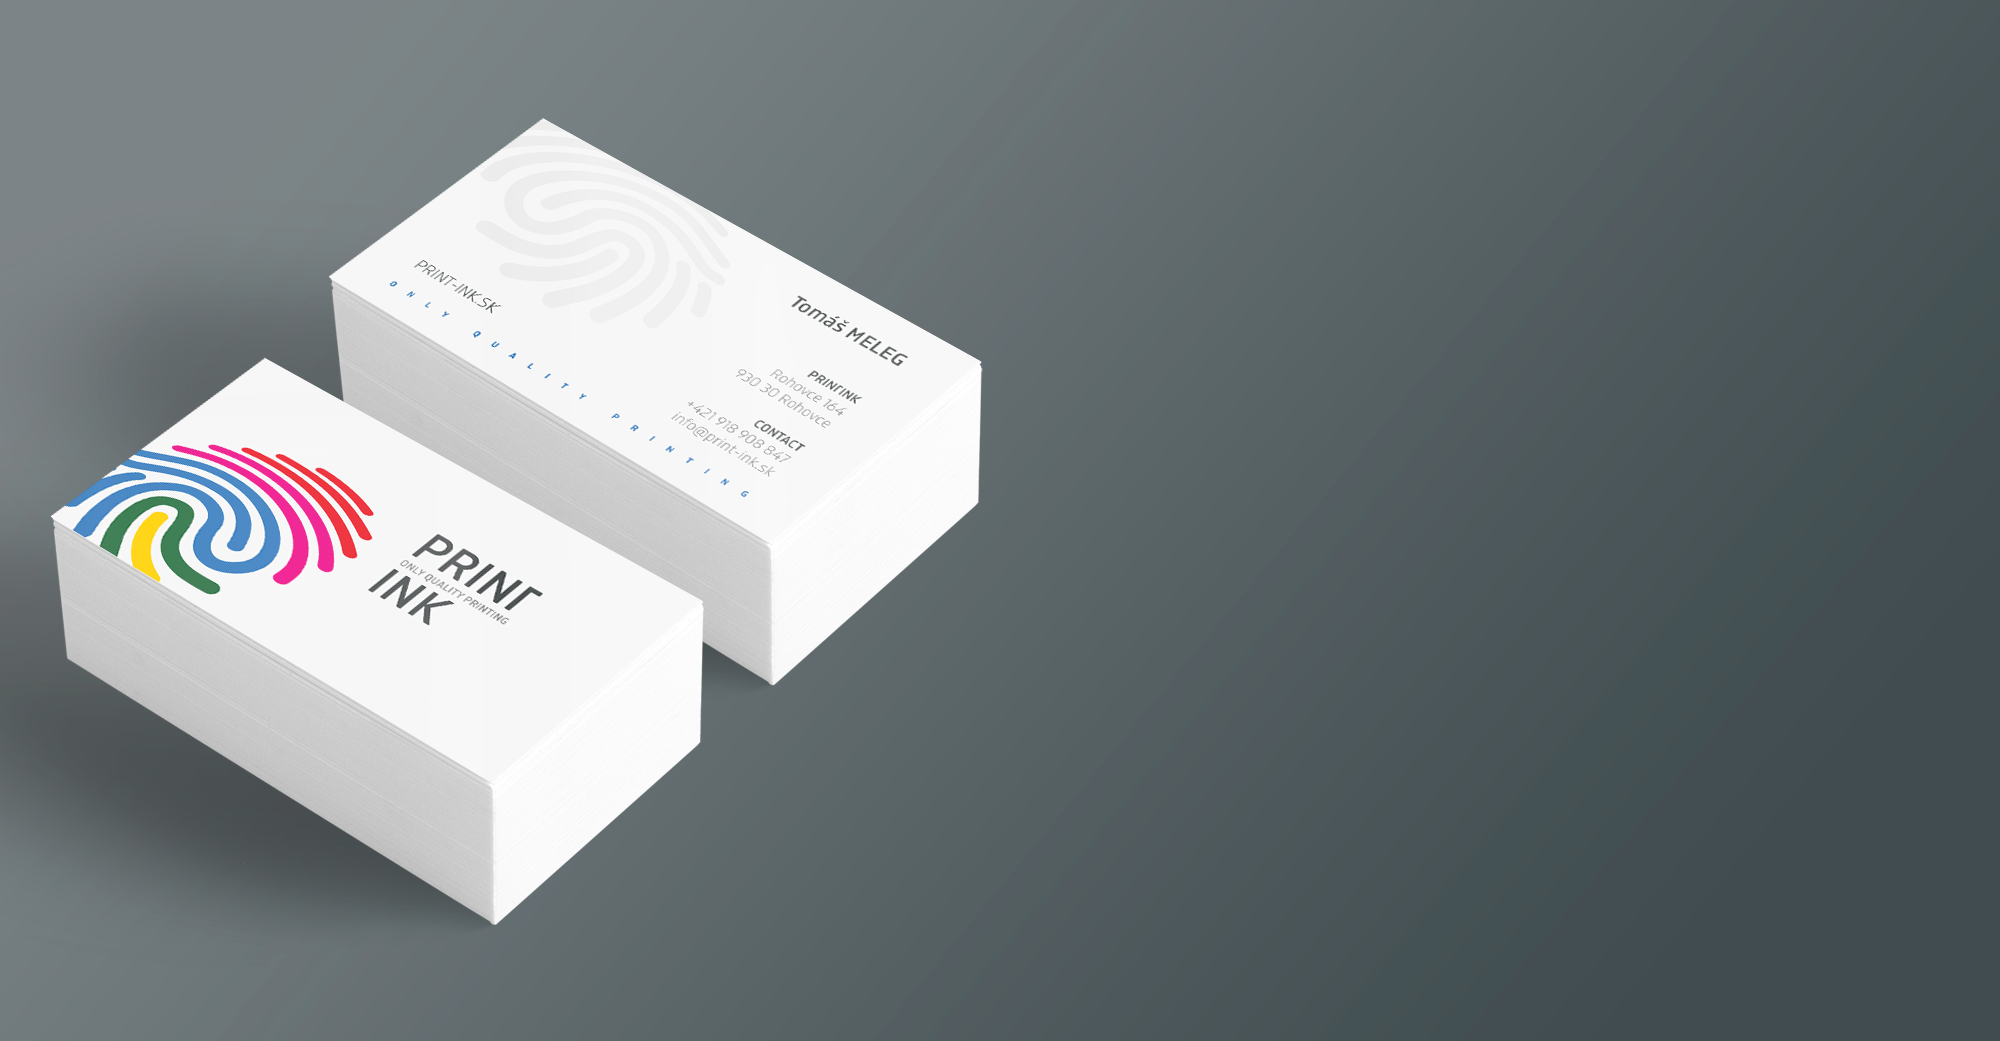 PRINT-INK.SK
ONLY QUALITY PRINTING
Tomáš MELEG
PRINTINK
Rohovce 164
930 30 Rohovce
CONTACT
+421 918 908 847
info@print-ink.sk
PRINT
ONLY QUALITY PRINTING
INK